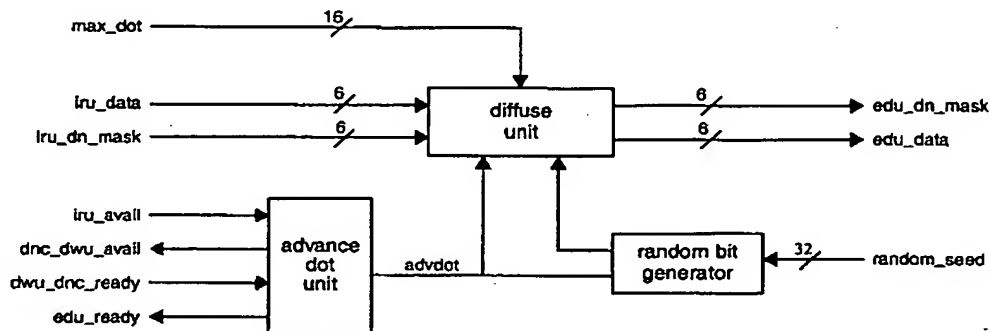 max_dot
16
iru_data
6
iru_dn_mask
6
diffuse
unit
6
edu_dn_mask
6
edu_data
iru_avail
dnc_dwu_avail
dwu_dnc_ready
edu_ready
advance
dot
unit
advdot
random bit
generator
32
random_seed